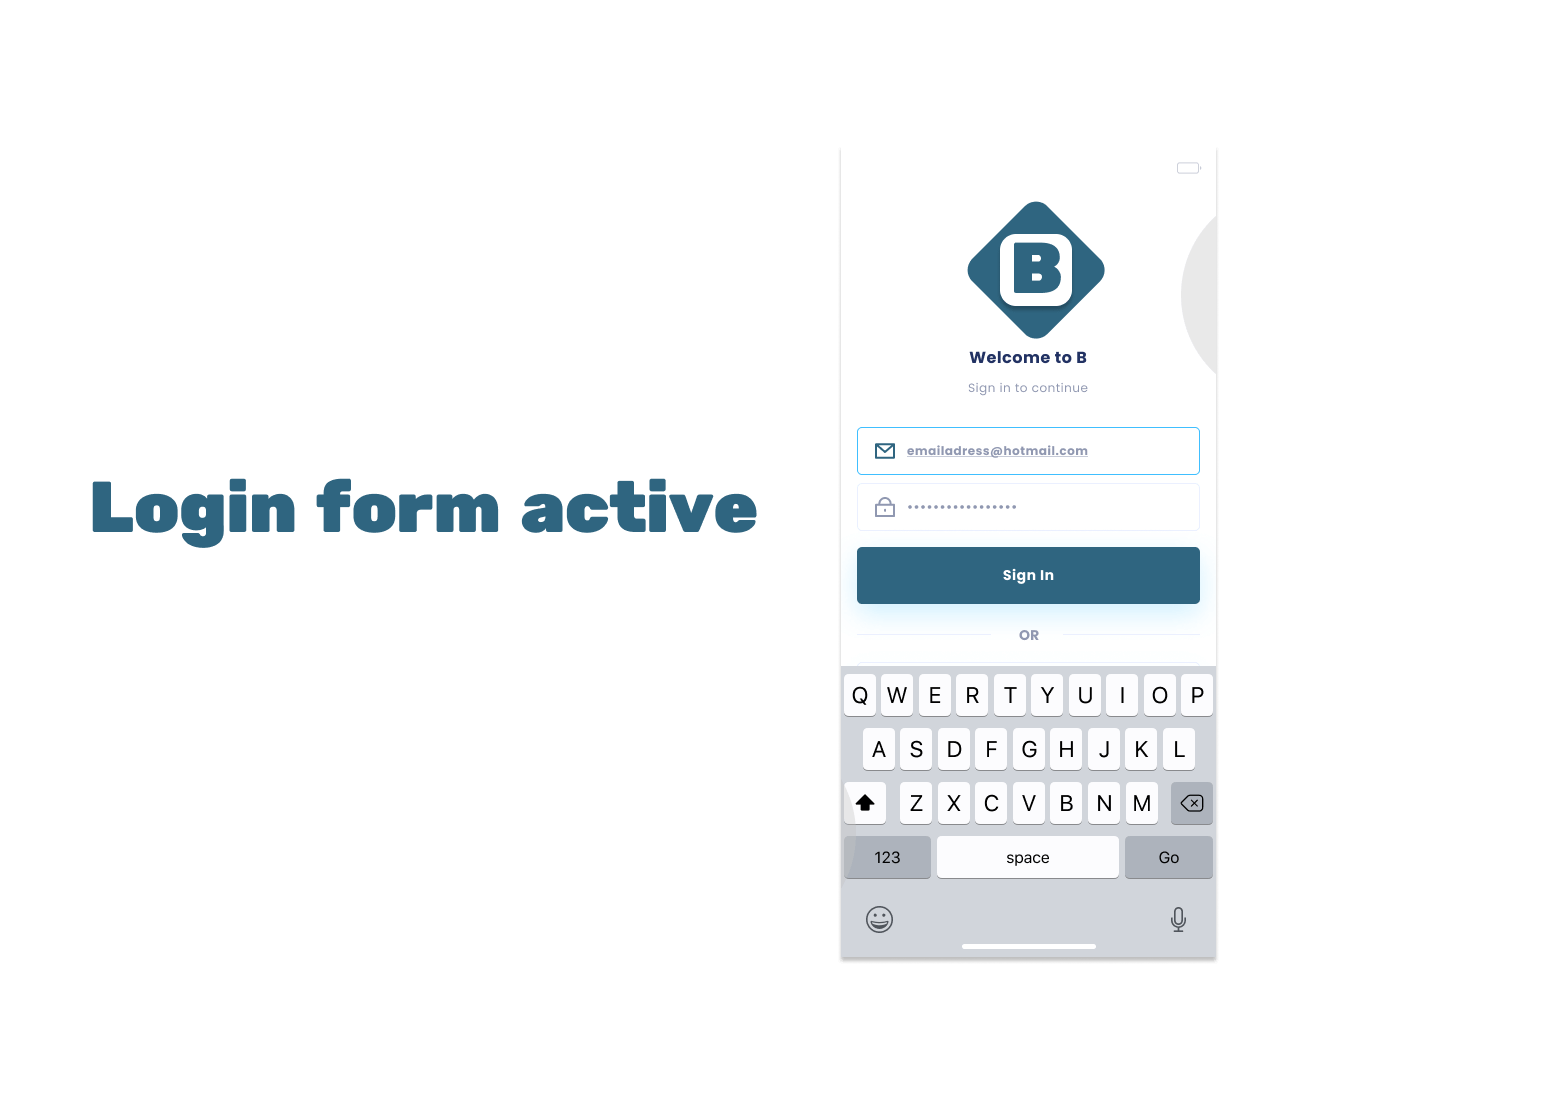 Login form active
B
Welcome to B
Sign in to continue
emailadress@hotmail.com
•••••••••••••••••
Sign In
OR
Q W E R T Y U I O P
A S D F G H J K L
Z X C V B N M
123 space Go